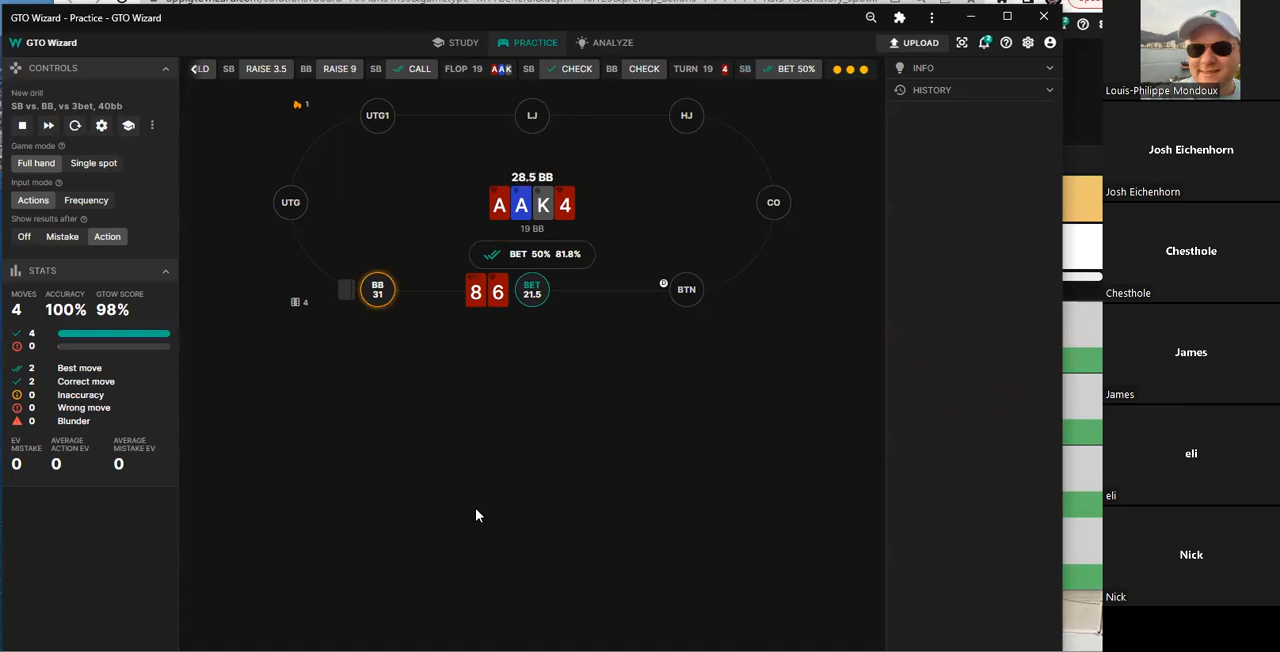 GTO Wizard - Practice - GTO Wizard
GTO Wizard
STUDY
PRACTICE
ANALYZE
UPLOAD
CONTROLS
LD
SB RAISE 3.5
BB RAISE 9
SB CALL
FLOP 19 A A K
SB CHECK
BB CHECK
TURN 19 4
SB BET 50%
INFO
HISTORY
New drill
SB vs. BB, vs 3bet, 40bb
Game mode
Full hand
Single spot
Input mode
Actions
Frequency
Show results after
Off
Mistake
Action
STATS
MOVES
4
ACCURACY
100%
GTOW SCORE
98%
4
0
2 Best move
2 Correct move
0 Inaccuracy
0 Wrong move
0 Blunder
EV MISTAKE
0
AVERAGE ACTION EV
0
AVERAGE MISTAKE EV
0
1
UTG1
LJ
HJ
UTG
28.5 BB
A A K 4
19 BB
CO
BET 50% 81.8%
BB
31
8 6
BET
21.5
D
BTN
4
Louis-Philippe Mondoux
Josh Eichenhorn
Josh Eichenhorn
Chesthole
Chesthole
James
James
eli
eli
Nick
Nick